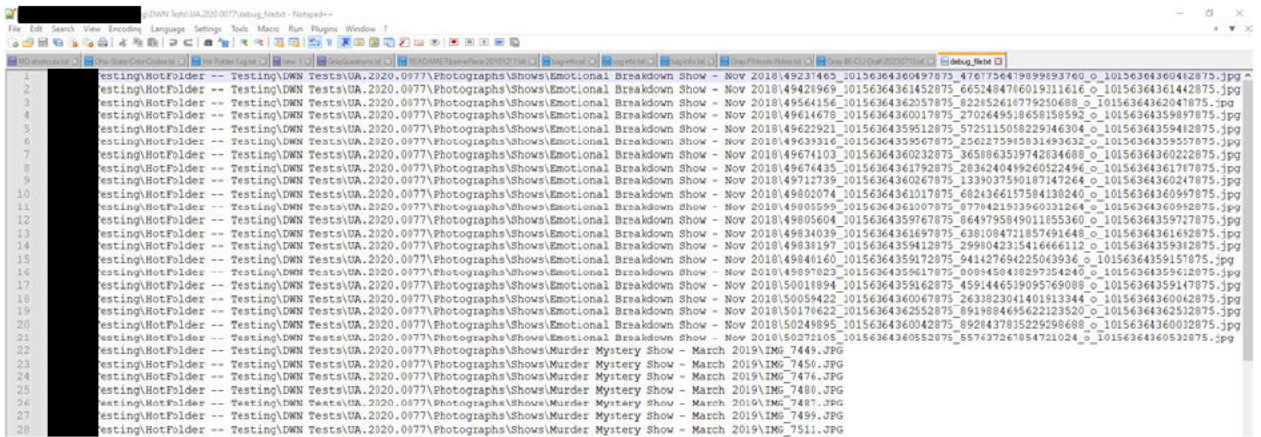 g\DWN Tests\UA.2020.0077\debug_file.txt - Notepad++
File Edit Search View Encoding Language Settings Tools Macro Run Plugins Window ?
debug_file.txt
1 Testing\HotFolder -- Testing\DWN Tests\UA.2020.0077\Photographs\Shows\Emotional Breakdown Show - Nov 2018\49237465_10156364360497875_4767756479899893760_o_10156364360482875.jpg
2 Testing\HotFolder -- Testing\DWN Tests\UA.2020.0077\Photographs\Shows\Emotional Breakdown Show - Nov 2018\49428969_10156364361452875_6652484706019311616_o_10156364361442875.jpg
3 Testing\HotFolder -- Testing\DWN Tests\UA.2020.0077\Photographs\Shows\Emotional Breakdown Show - Nov 2018\49564156_10156364362057875_822852610779250688_o_10156364362047875.jpg
4 Testing\HotFolder -- Testing\DWN Tests\UA.2020.0077\Photographs\Shows\Emotional Breakdown Show - Nov 2018\49614678_10156364360017875_2702649518658158592_o_10156364359897875.jpg
5 Testing\HotFolder -- Testing\DWN Tests\UA.2020.0077\Photographs\Shows\Emotional Breakdown Show - Nov 2018\49622921_10156364359512875_5725115058229346304_o_10156364359482875.jpg
6 Testing\HotFolder -- Testing\DWN Tests\UA.2020.0077\Photographs\Shows\Emotional Breakdown Show - Nov 2018\49639316_10156364359567875_2562275985831493632_o_10156364359557875.jpg
7 Testing\HotFolder -- Testing\DWN Tests\UA.2020.0077\Photographs\Shows\Emotional Breakdown Show - Nov 2018\49674103_10156364360232875_3658863539742834688_o_10156364360222875.jpg
8 Testing\HotFolder -- Testing\DWN Tests\UA.2020.0077\Photographs\Shows\Emotional Breakdown Show - Nov 2018\49676435_10156364361792875_2836240499260522496_o_10156364361787875.jpg
9 Testing\HotFolder -- Testing\DWN Tests\UA.2020.0077\Photographs\Shows\Emotional Breakdown Show - Nov 2018\49712739_10156364360267875_1339037590187147264_o_10156364360247875.jpg
10 Testing\HotFolder -- Testing\DWN Tests\UA.2020.0077\Photographs\Shows\Emotional Breakdown Show - Nov 2018\49802074_10156364361017875_6824366157584138240_o_10156364360997875.jpg
11 Testing\HotFolder -- Testing\DWN Tests\UA.2020.0077\Photographs\Shows\Emotional Breakdown Show - Nov 2018\49805599_10156364361007875_8770421933960331264_o_10156364360992875.jpg
12 Testing\HotFolder -- Testing\DWN Tests\UA.2020.0077\Photographs\Shows\Emotional Breakdown Show - Nov 2018\49805604_10156364359767875_8649795849011855360_o_10156364359727875.jpg
13 Testing\HotFolder -- Testing\DWN Tests\UA.2020.0077\Photographs\Shows\Emotional Breakdown Show - Nov 2018\49834039_10156364361697875_6381084721857691648_o_10156364361692875.jpg
14 Testing\HotFolder -- Testing\DWN Tests\UA.2020.0077\Photographs\Shows\Emotional Breakdown Show - Nov 2018\49838197_10156364359412875_2998042315416666112_o_10156364359382875.jpg
15 Testing\HotFolder -- Testing\DWN Tests\UA.2020.0077\Photographs\Shows\Emotional Breakdown Show - Nov 2018\49840160_10156364359172875_941427694225063936_o_10156364359157875.jpg
16 Testing\HotFolder -- Testing\DWN Tests\UA.2020.0077\Photographs\Shows\Emotional Breakdown Show - Nov 2018\49897823_10156364359617875_8009458438297354240_o_10156364359612875.jpg
17 Testing\HotFolder -- Testing\DWN Tests\UA.2020.0077\Photographs\Shows\Emotional Breakdown Show - Nov 2018\50018894_10156364359162875_4591446539095769088_o_10156364359147875.jpg
18 Testing\HotFolder -- Testing\DWN Tests\UA.2020.0077\Photographs\Shows\Emotional Breakdown Show - Nov 2018\50059422_10156364360067875_2633823041401913344_o_10156364360062875.jpg
19 Testing\HotFolder -- Testing\DWN Tests\UA.2020.0077\Photographs\Shows\Emotional Breakdown Show - Nov 2018\50170622_10156364362552875_8919884695622123520_o_10156364362532875.jpg
20 Testing\HotFolder -- Testing\DWN Tests\UA.2020.0077\Photographs\Shows\Emotional Breakdown Show - Nov 2018\50249895_10156364360042875_8928437835229298688_o_10156364360032875.jpg
21 Testing\HotFolder -- Testing\DWN Tests\UA.2020.0077\Photographs\Shows\Emotional Breakdown Show - Nov 2018\50272105_10156364360552875_557637267854721024_o_10156364360532875.jpg
22 Testing\HotFolder -- Testing\DWN Tests\UA.2020.0077\Photographs\Shows\Murder Mystery Show - March 2019\IMG_7449.JPG
23 Testing\HotFolder -- Testing\DWN Tests\UA.2020.0077\Photographs\Shows\Murder Mystery Show - March 2019\IMG_7450.JPG
24 Testing\HotFolder -- Testing\DWN Tests\UA.2020.0077\Photographs\Shows\Murder Mystery Show - March 2019\IMG_7476.JPG
25 Testing\HotFolder -- Testing\DWN Tests\UA.2020.0077\Photographs\Shows\Murder Mystery Show - March 2019\IMG_7480.JPG
26 Testing\HotFolder -- Testing\DWN Tests\UA.2020.0077\Photographs\Shows\Murder Mystery Show - March 2019\IMG_7487.JPG
27 Testing\HotFolder -- Testing\DWN Tests\UA.2020.0077\Photographs\Shows\Murder Mystery Show - March 2019\IMG_7499.JPG
28 Testing\HotFolder -- Testing\DWN Tests\UA.2020.0077\Photographs\Shows\Murder Mystery Show - March 2019\IMG_7511.JPG